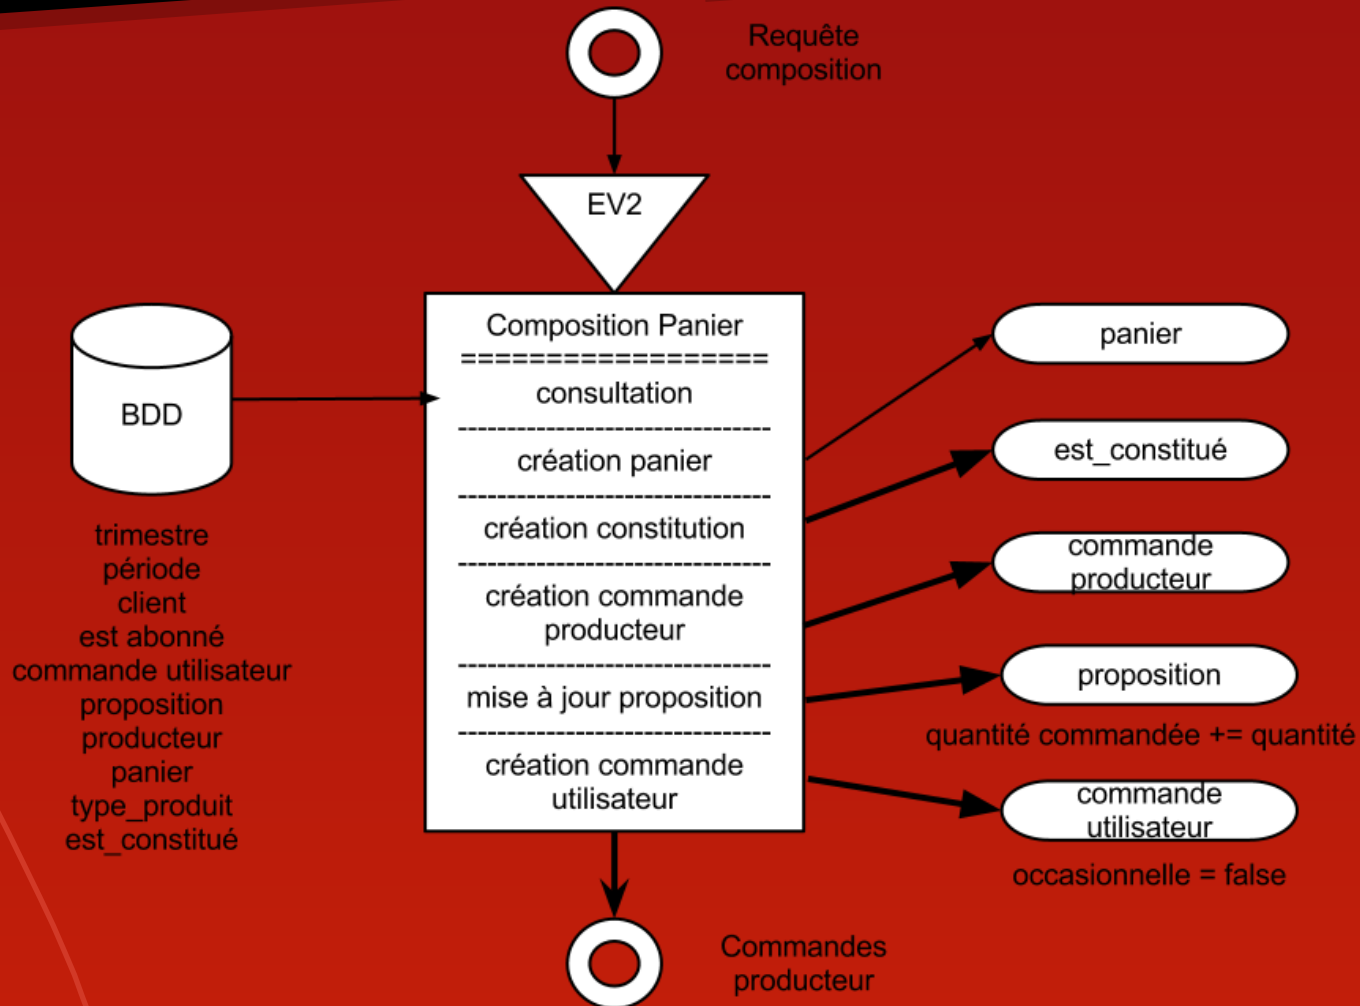 Requête
composition
EV2
Composition Panier
==================
consultation
--------------------------------
création panier
--------------------------------
création constitution
--------------------------------
création commande
producteur
--------------------------------
mise à jour proposition
--------------------------------
création commande
utilisateur
BDD
trimestre
période
client
est abonné
commande utilisateur
proposition
producteur
panier
type_produit
est_constitué
panier
est_constitué
commande
producteur
proposition
quantité commandée += quantité
commande
utilisateur
occasionnelle = false
Commandes
producteur